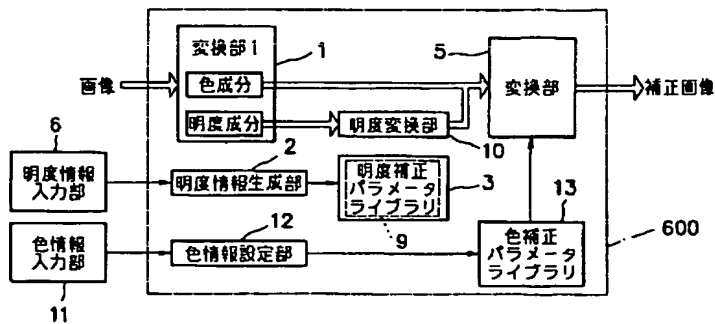 変換部1
1
5
画像
色成分
変換部
補正画像
明度成分
明度変換部
6
10
明度情報
入力部
2
明度情報生成部
明度補正
パラメータ
ライブラリ
3
13
9
色情報
入力部
12
色情報設定部
色補正
パラメータ
ライブラリ
600
11